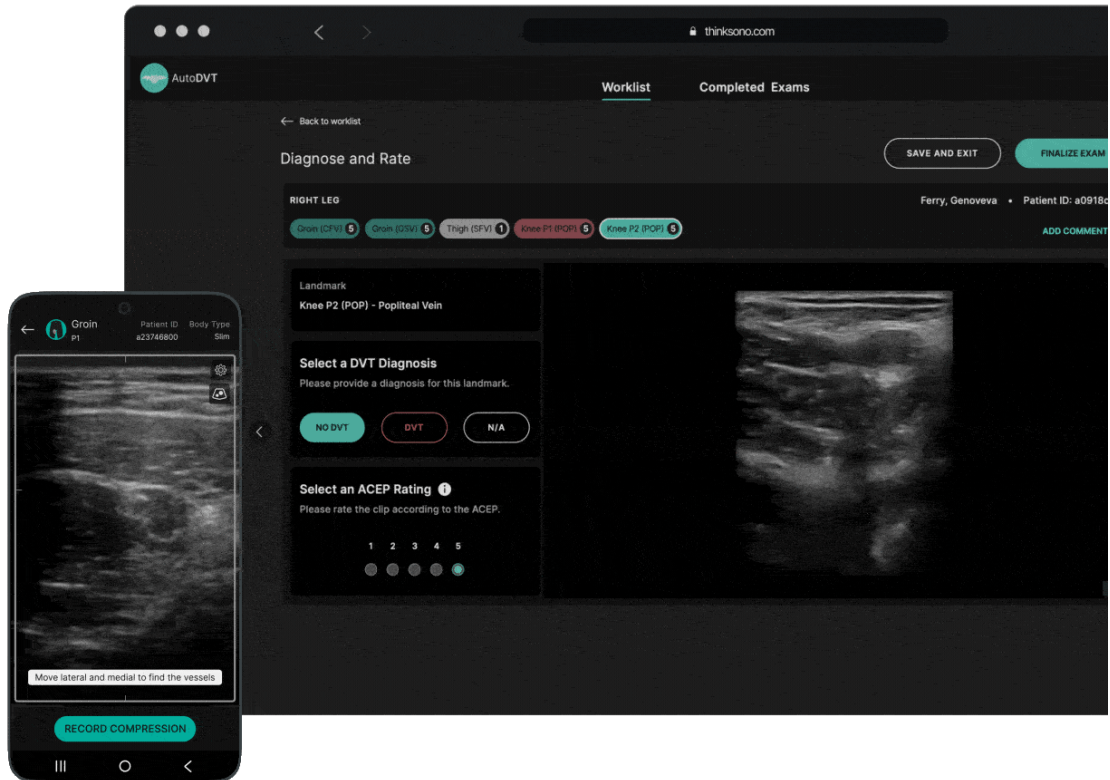 thinksono.com
AutoDVT
Worklist
Completed Exams
Back to worklist
Diagnose and Rate
SAVE AND EXIT
FINALIZE EXAM
RIGHT LEG
Ferry, Genoveva • Patient ID: a0918c
Groin (CFV) 5
Groin (GSV) 5
Thigh (SFV) 1
Knee P1 (POP) 5
Knee P2 (POP) 5
ADD COMMENT
Landmark
Knee P2 (POP) - Popliteal Vein
Select a DVT Diagnosis
Please provide a diagnosis for this landmark.
NO DVT
DVT
N/A
Select an ACEP Rating i
Please rate the clip according to the ACEP.
1 2 3 4 5
Groin
P1
Patient ID
a23746800
Body Type
Slim
Move lateral and medial to find the vessels
RECORD COMPRESSION